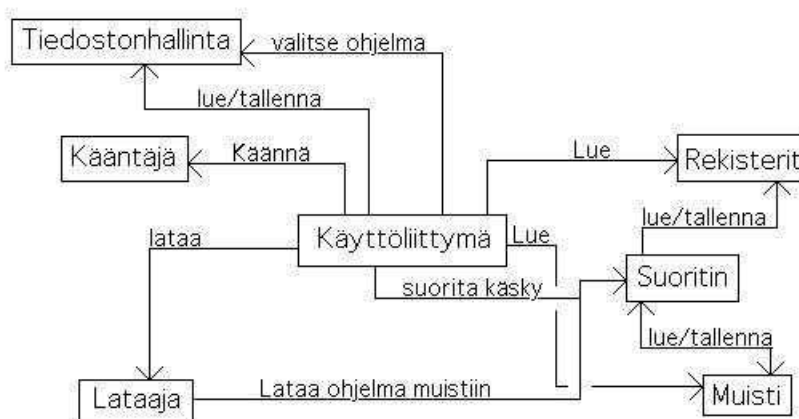 Tiedostonhallinta
valitse ohjelma
lue/tallenna
Kääntäjä
Käännä
Lue
Rekisterit
lataa
Käyttöliittymä
Lue
lue/tallenna
suorita käsky
Suoritin
lue/tallenna
Lataaja
Lataa ohjelma muistiin
Muisti